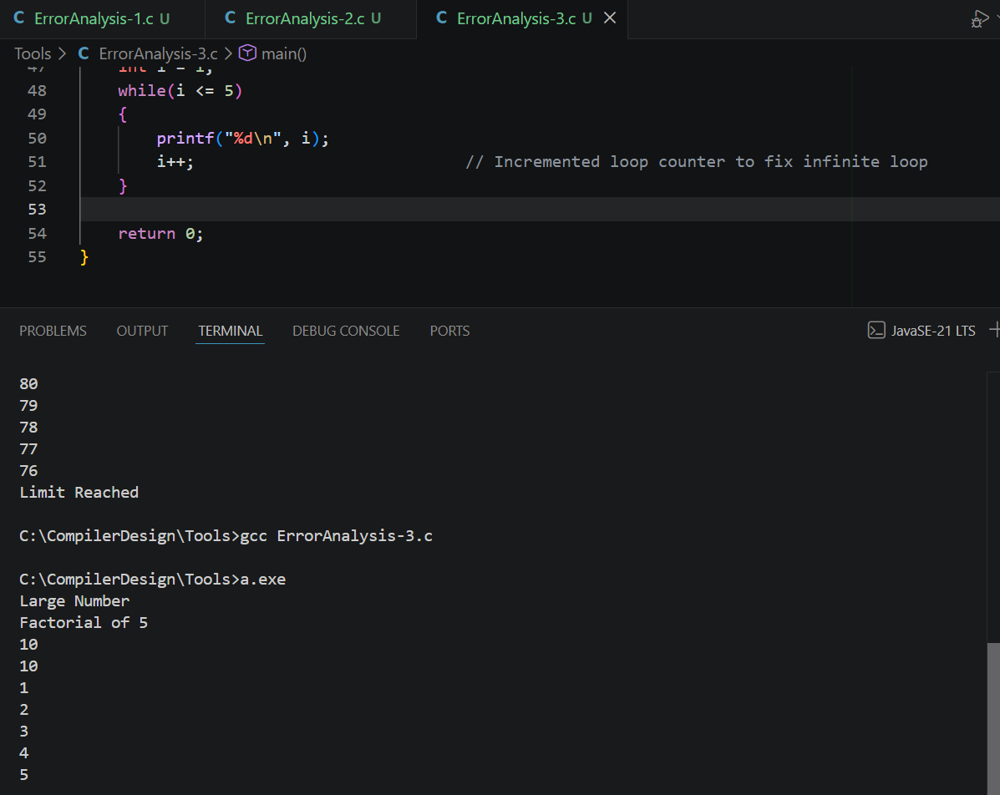 C ErrorAnalysis-1.c U C ErrorAnalysis-2.c U C ErrorAnalysis-3.c U
Tools > C ErrorAnalysis-3.c > main()
47 int i = 1;
48 while(i <= 5)
49 {
50 printf("%d\n", i);
51 i++; // Incremented loop counter to fix infinite loop
52 }
53
54 return 0;
55 }
PROBLEMS OUTPUT TERMINAL DEBUG CONSOLE PORTS JavaSE-21 LTS
80
79
78
77
76
Limit Reached
C:\CompilerDesign\Tools>gcc ErrorAnalysis-3.c
C:\CompilerDesign\Tools>a.exe
Large Number
Factorial of 5
10
10
1
2
3
4
5